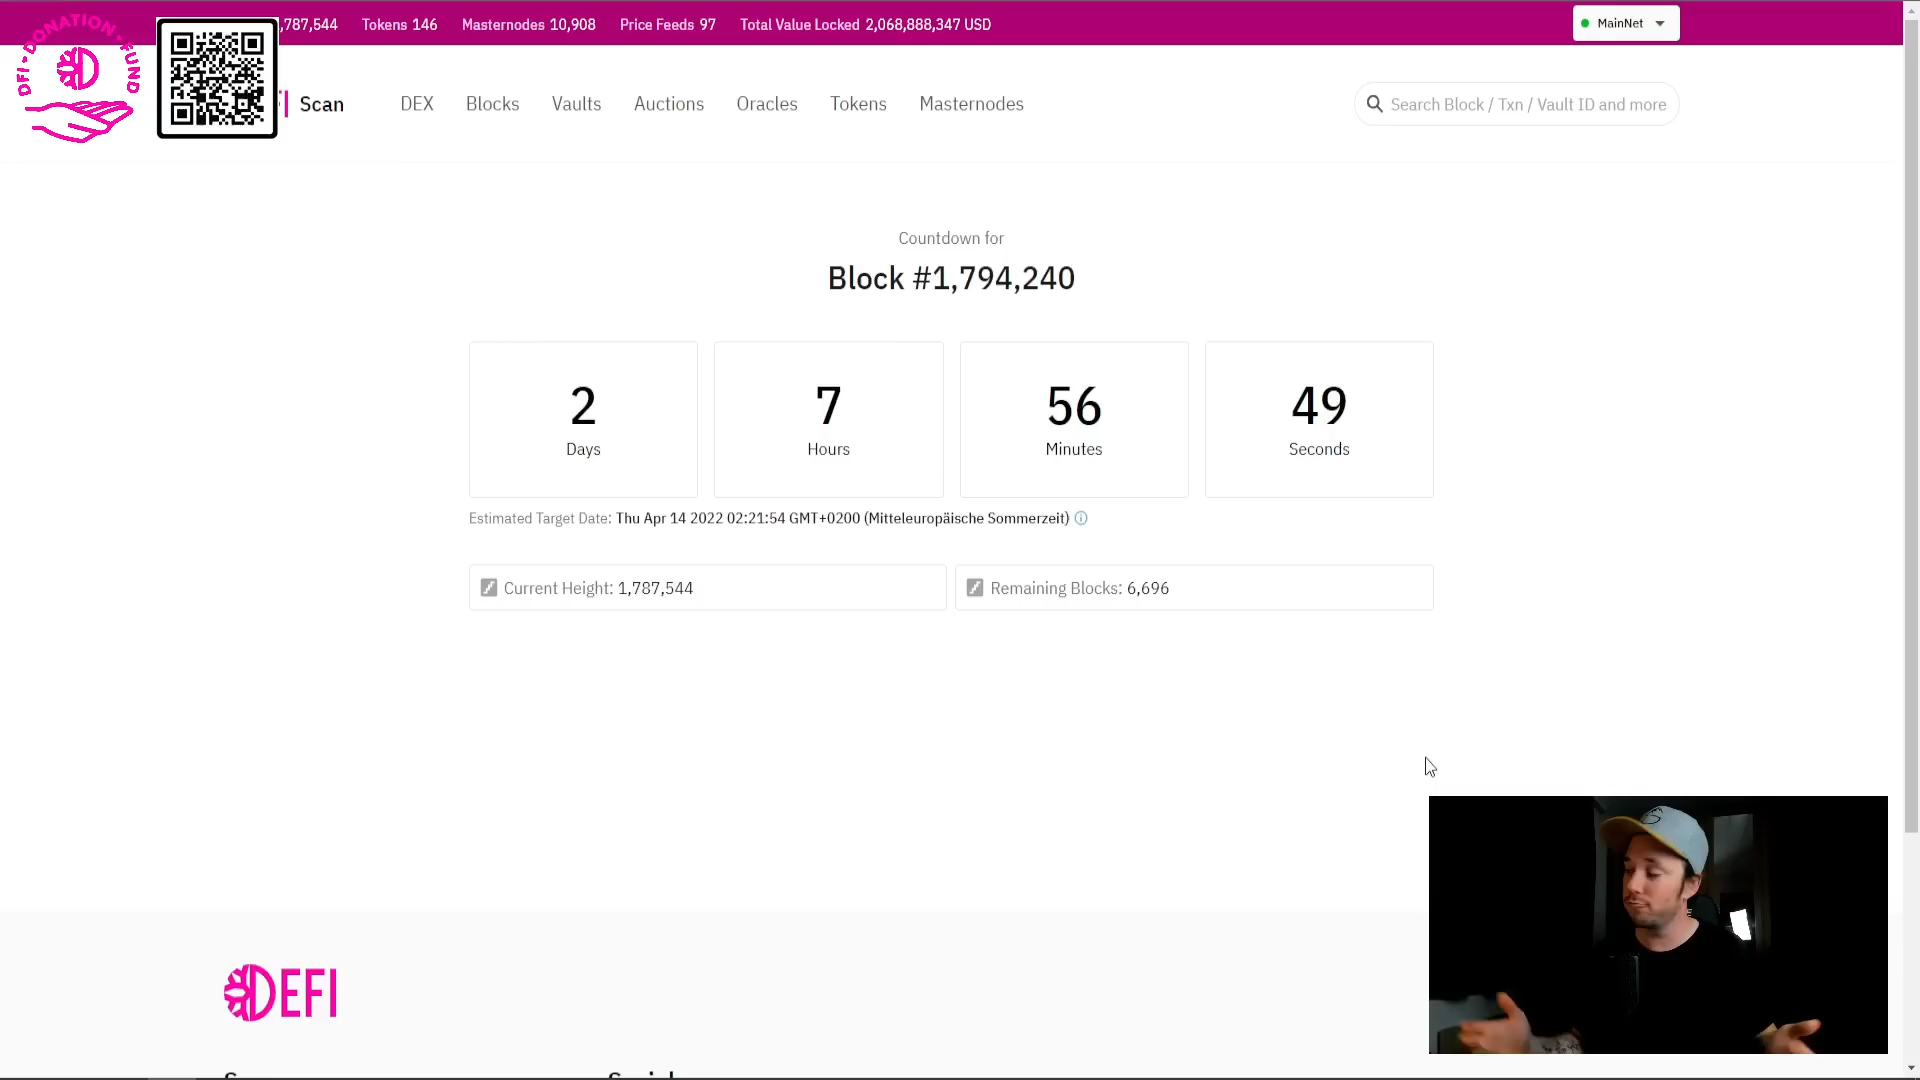 ,787,544 Tokens 146 Masternodes 10,908 Price Feeds 97 Total Value Locked 2,068,888,347 USD MainNet
DFI • DONATION • FUND
Scan DEX Blocks Vaults Auctions Oracles Tokens Masternodes Search Block / Txn / Vault ID and more
Countdown for
Block #1,794,240
2 7 56 49
Days Hours Minutes Seconds
Estimated Target Date: Thu Apr 14 2022 02:21:54 GMT+0200 (Mitteleuropäische Sommerzeit)
Current Height: 1,787,544 Remaining Blocks: 6,696
DEFI